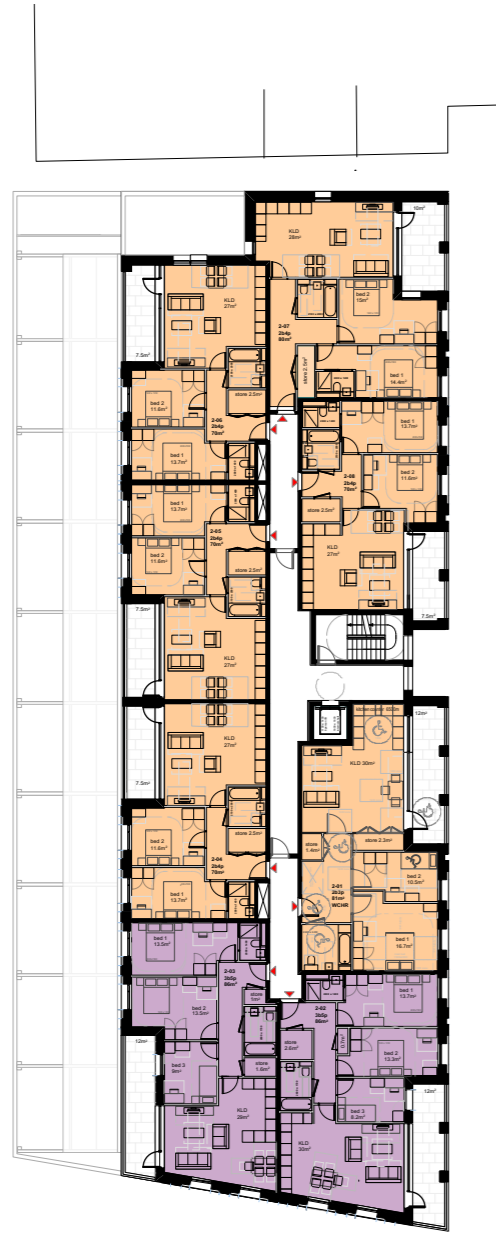 10m²
KLD
28m²
bed 2
15m²
KLD
27m²
2-07
2b4p
80m²
7.5m²
store 2.5m²
bed 1
14.4m²
bed 2
11.6m²
store 2.5m²
2-06
2b4p
70m²
bed 1
13.7m²
bed 1
13.7m²
2-08
2b4p
70m²
bed 2
11.6m²
bed 1
13.7m²
store 2.5m²
2-05
2b4p
70m²
bed 2
11.6m²
KLD
27m²
store 2.5m²
7.5m²
7.5m²
KLD
27m²
12m²
KLD
27m²
KLD 30m²
7.5m²
store 2.5m²
store 2.3m²
bed 2
11.6m²
store
1.4m²
2-04
2b4p
70m²
bed 2
10.5m²
bed 1
13.7m²
2-01
2b3p
81m²
WCHR
bed 1
16.7m²
bed 1
13.5m²
2-03
3b5p
86m²
bed 1
13.7m²
store
1m²
bed 2
13.5m²
2-02
3b5p
86m²
store
2.6m²
0.7m²
bed 2
13.2m²
12m²
bed 3
9m²
store
1.6m²
12m²
bed 3
9.2m²
KLD
29m²
KLD
30m²